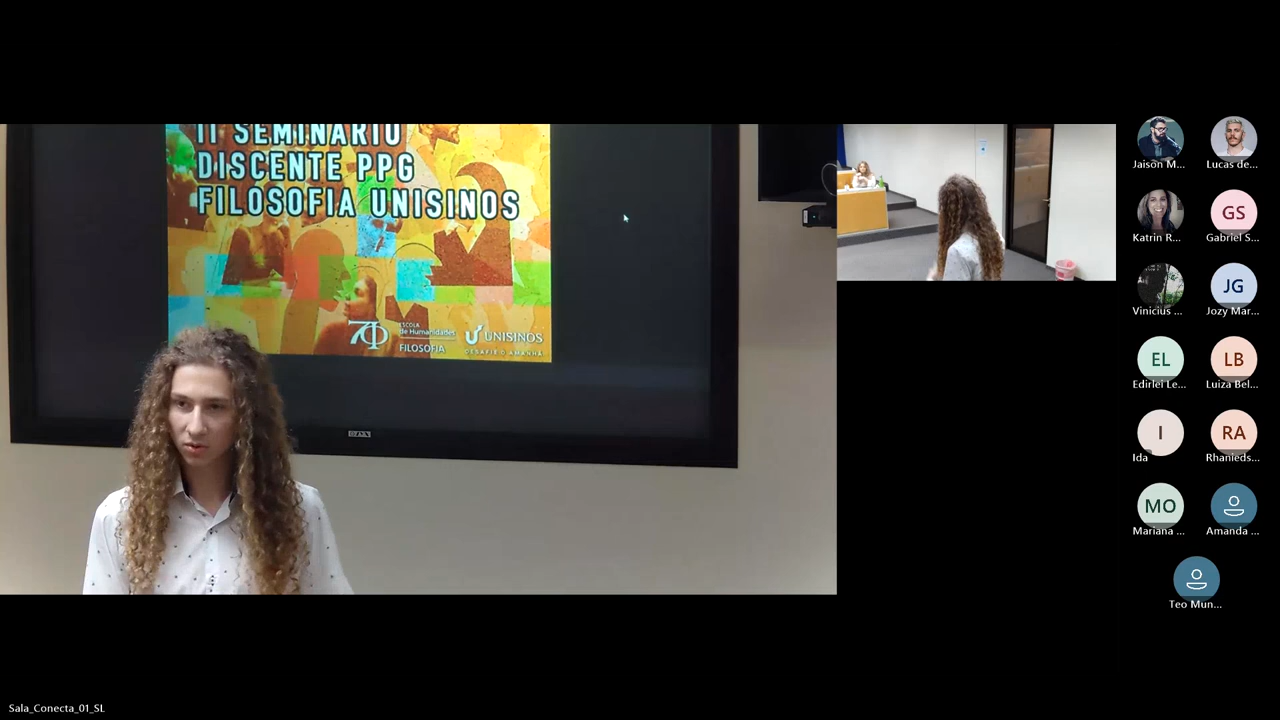 II SEMINÁRIO
DISCENTE PPG
FILOSOFIA UNISINOS
ESCOLA
de Humanidades
FILOSOFIA
UNISINOS
DESAFIE O AMANHÃ.
Jaison M...
Lucas de...
Katrin R...
GS
Gabriel S...
Vinicius ...
JG
Jozy Mar...
EL
Edirlei Le...
LB
Luiza Bel...
I
Ida
RA
Rhanieds...
MO
Mariana ...
Amanda ...
Teo Mun...
Sala_Conecta_01_SL